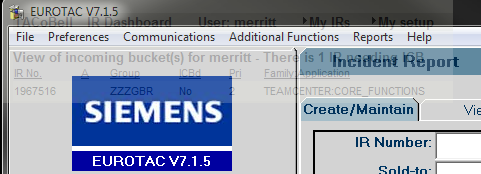 EUROTAC V7.1.5
TACoBell IR Dashboard User: merritt My IRs My setup
File Preferences Communications Additional Functions Reports Help
View of incoming bucket(s) for merritt - There is 1 IR pending ICB
Incident Report
IR No. A Group ICBd Pri Family/Application
1967516 ZZZGBR No 2 TEAMCENTER:CORE_FUNCTIONS
SIEMENS
Create/Maintain
IR Number:
EUROTAC V7.1.5
Sold-to: